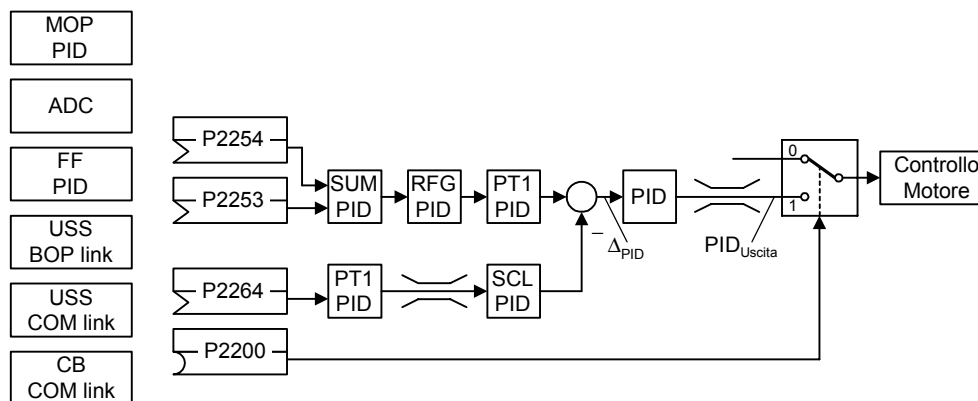 MOP
PID
ADC
FF
PID
USS
BOP link
USS
COM link
CB
COM link
P2254
P2253
SUM
PID
RFG
PID
PT1
PID
PID
0
1
Controllo
Motore
−
ΔPID
PIDUscita
P2264
PT1
PID
SCL
PID
P2200